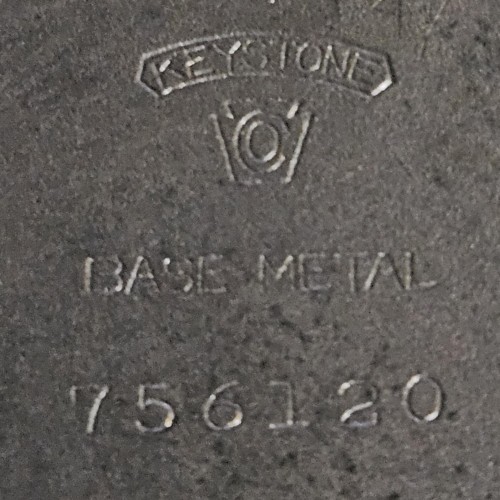 KEYSTONE
O
BASE METAL
756120